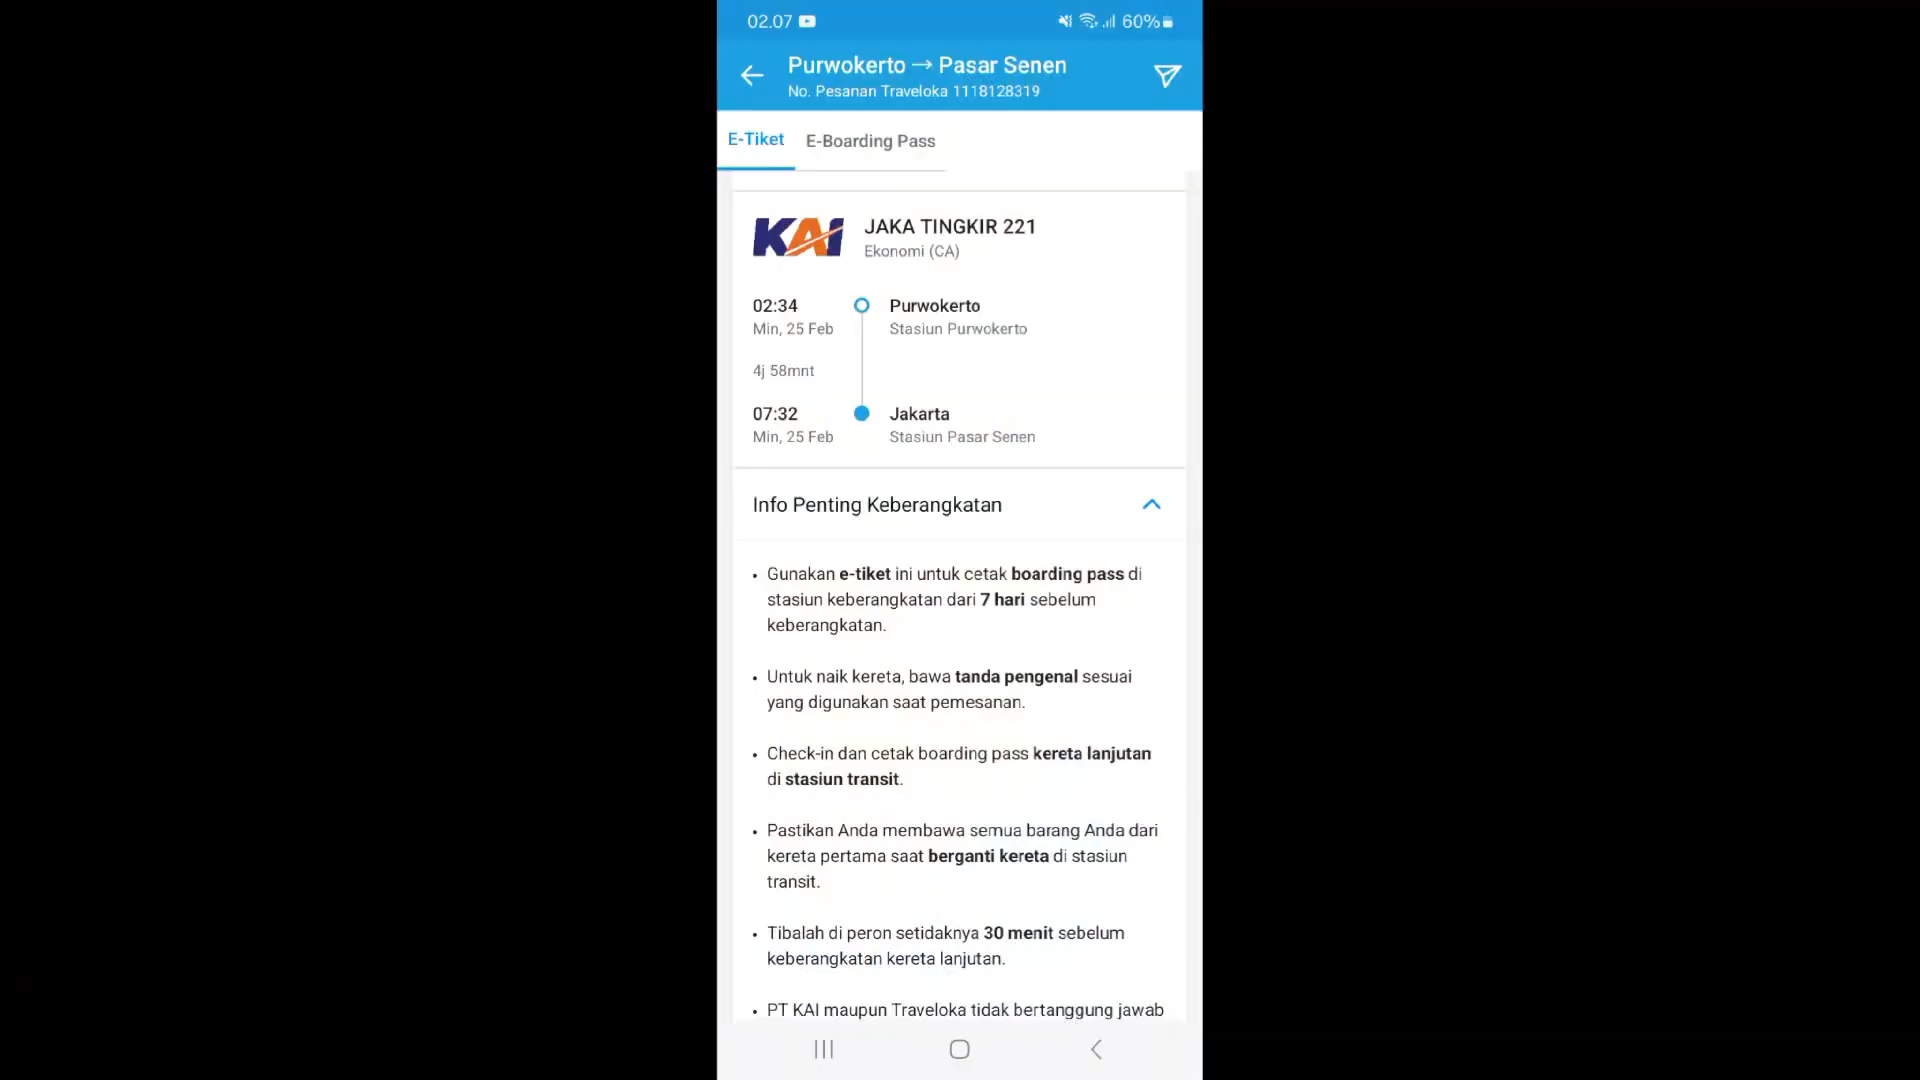 02.07
60%
Purwokerto → Pasar Senen
No. Pesanan Traveloka 1118128319
E-Tiket
E-Boarding Pass
KAI
JAKA TINGKIR 221
Ekonomi (CA)
02:34
Purwokerto
Min, 25 Feb
Stasiun Purwokerto
4j 58mnt
07:32
Jakarta
Min, 25 Feb
Stasiun Pasar Senen
Info Penting Keberangkatan
• Gunakan e-tiket ini untuk cetak boarding pass di
stasiun keberangkatan dari 7 hari sebelum
keberangkatan.
• Untuk naik kereta, bawa tanda pengenal sesuai
yang digunakan saat pemesanan.
• Check-in dan cetak boarding pass kereta lanjutan
di stasiun transit.
• Pastikan Anda membawa semua barang Anda dari
kereta pertama saat berganti kereta di stasiun
transit.
• Tibalah di peron setidaknya 30 menit sebelum
keberangkatan kereta lanjutan.
• PT KAI maupun Traveloka tidak bertanggung jawab